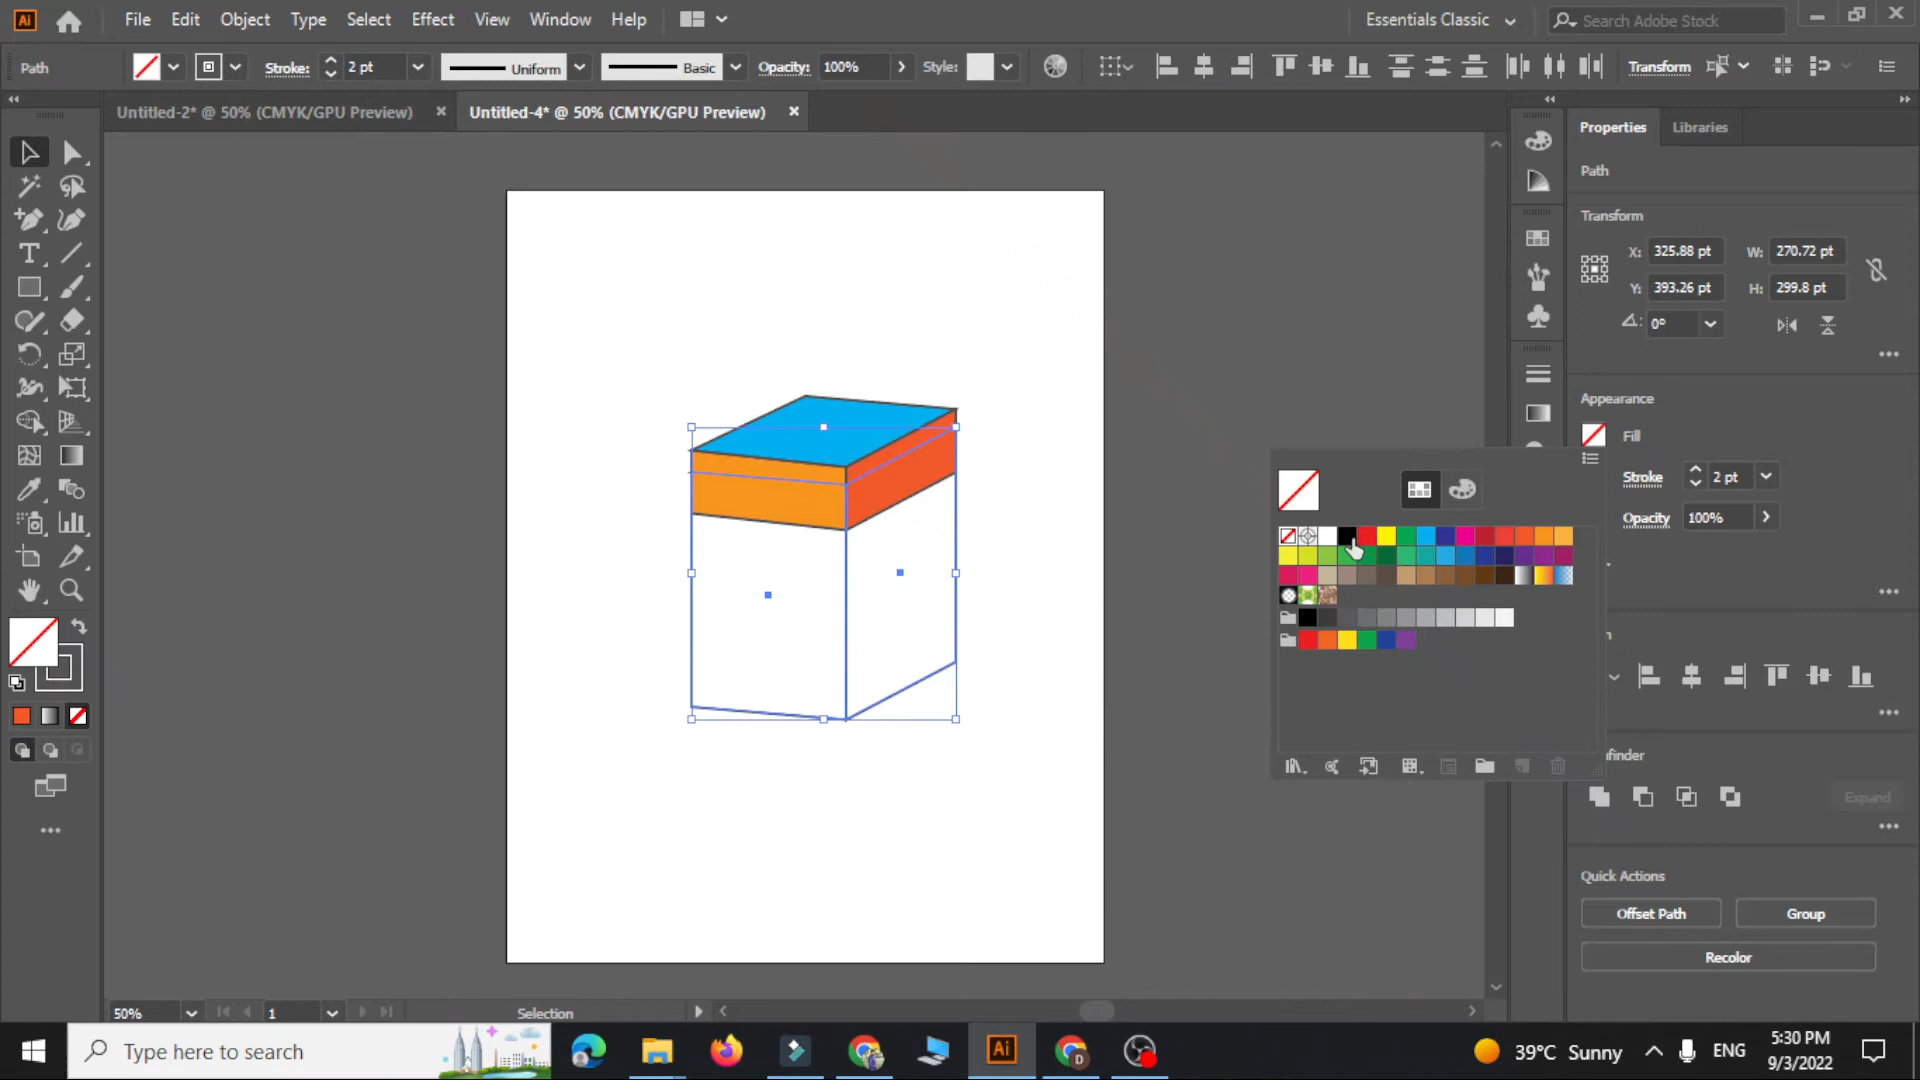 Ai File Edit Object Type Select Effect View Window Help Essentials Classic Search Adobe Stock
Path Stroke: 2 pt Uniform Basic Opacity: 100% Style: Transform
Untitled-2* @ 50% (CMYK/GPU Preview) Untitled-4* @ 50% (CMYK/GPU Preview)
Properties Libraries
Path
Transform
X: 325.88 pt W: 270.72 pt
Y: 393.26 pt H: 299.8 pt
0°
Appearance
Fill
Stroke 2 pt
Opacity 100%
n
hfinder
Expand
Quick Actions
Offset Path Group
Recolor
50% 1 Selection
Type here to search Ai D 39°C Sunny ENG 5:30 PM
9/3/2022